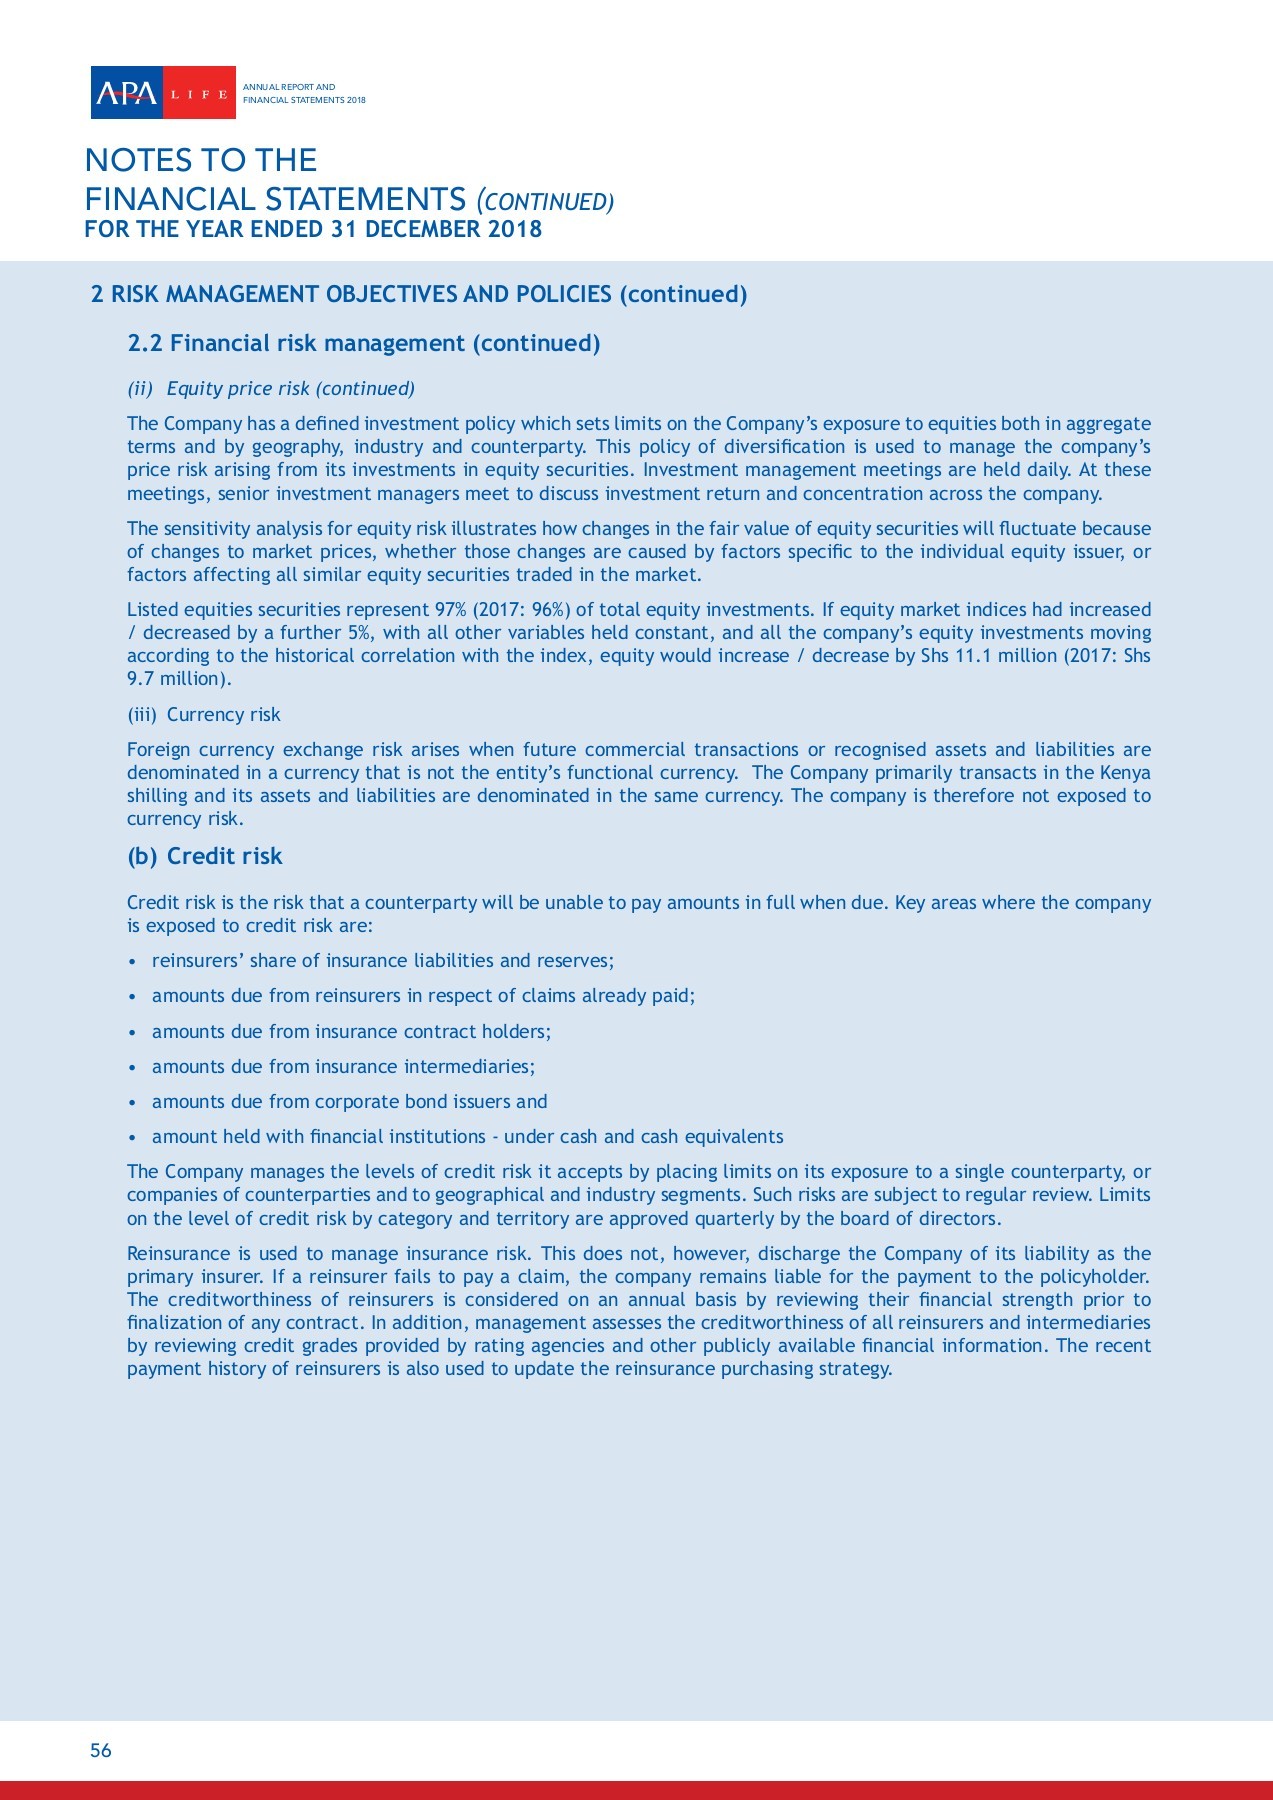 APA LIFE
ANNUAL REPORT AND
FINANCIAL STATEMENTS 2018
NOTES TO THE
FINANCIAL STATEMENTS (CONTINUED)
FOR THE YEAR ENDED 31 DECEMBER 2018
2 RISK MANAGEMENT OBJECTIVES AND POLICIES (continued)
2.2 Financial risk management (continued)
(ii) Equity price risk (continued)
The Company has a defined investment policy which sets limits on the Company’s exposure to equities both in aggregate
terms and by geography, industry and counterparty. This policy of diversification is used to manage the company’s
price risk arising from its investments in equity securities. Investment management meetings are held daily. At these
meetings, senior investment managers meet to discuss investment return and concentration across the company.
The sensitivity analysis for equity risk illustrates how changes in the fair value of equity securities will fluctuate because
of changes to market prices, whether those changes are caused by factors specific to the individual equity issuer, or
factors affecting all similar equity securities traded in the market.
Listed equities securities represent 97% (2017: 96%) of total equity investments. If equity market indices had increased
/ decreased by a further 5%, with all other variables held constant, and all the company’s equity investments moving
according to the historical correlation with the index, equity would increase / decrease by Shs 11.1 million (2017: Shs
9.7 million).
(iii) Currency risk
Foreign currency exchange risk arises when future commercial transactions or recognised assets and liabilities are
denominated in a currency that is not the entity’s functional currency. The Company primarily transacts in the Kenya
shilling and its assets and liabilities are denominated in the same currency. The company is therefore not exposed to
currency risk.
(b) Credit risk
Credit risk is the risk that a counterparty will be unable to pay amounts in full when due. Key areas where the company
is exposed to credit risk are:
• reinsurers’ share of insurance liabilities and reserves;
• amounts due from reinsurers in respect of claims already paid;
• amounts due from insurance contract holders;
• amounts due from insurance intermediaries;
• amounts due from corporate bond issuers and
• amount held with financial institutions - under cash and cash equivalents
The Company manages the levels of credit risk it accepts by placing limits on its exposure to a single counterparty, or
companies of counterparties and to geographical and industry segments. Such risks are subject to regular review. Limits
on the level of credit risk by category and territory are approved quarterly by the board of directors.
Reinsurance is used to manage insurance risk. This does not, however, discharge the Company of its liability as the
primary insurer. If a reinsurer fails to pay a claim, the company remains liable for the payment to the policyholder.
The creditworthiness of reinsurers is considered on an annual basis by reviewing their financial strength prior to
finalization of any contract. In addition, management assesses the creditworthiness of all reinsurers and intermediaries
by reviewing credit grades provided by rating agencies and other publicly available financial information. The recent
payment history of reinsurers is also used to update the reinsurance purchasing strategy.
56